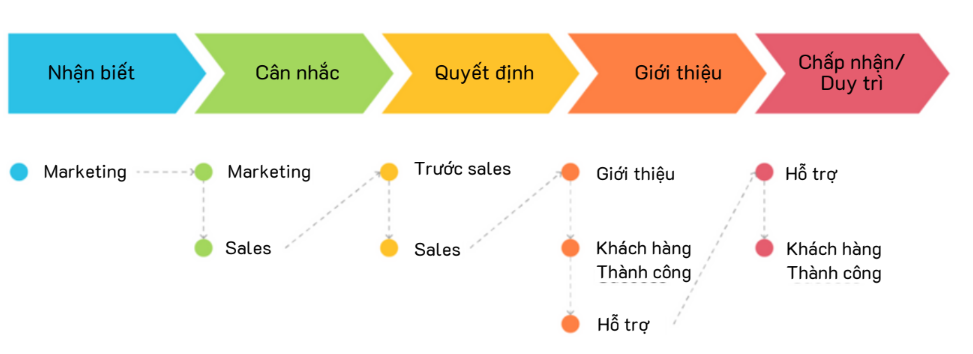 Nhận biết
Cân nhắc
Quyết định
Giới thiệu
Chấp nhận/
Duy trì
Marketing
Marketing
Trước sales
Giới thiệu
Hỗ trợ
Sales
Sales
Khách hàng
Thành công
Khách hàng
Thành công
Hỗ trợ